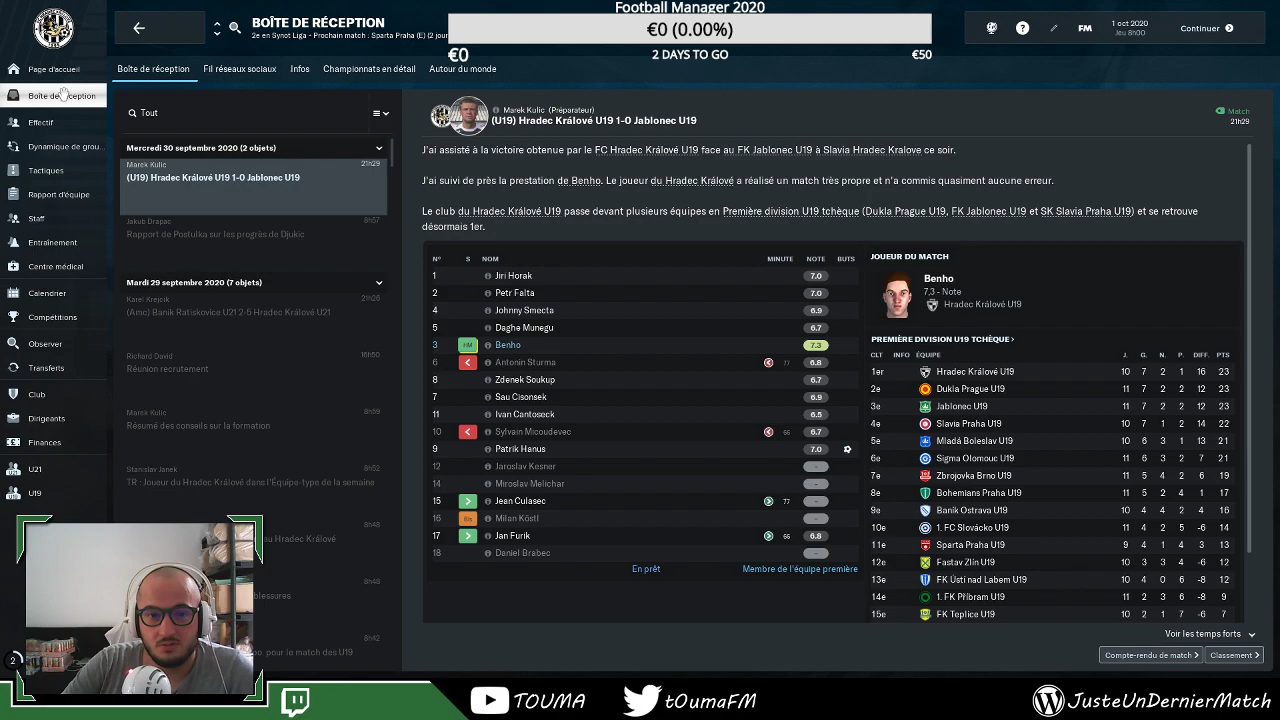 Football Manager 2020
€0 (0.00%)
€0
2 DAYS TO GO
€50
BOÎTE DE RÉCEPTION
2e en Synot Liga - Prochain match : Sparta Praha (E) (2 jour
1 oct 2020
Jeu 8h00
FM
Continuer
Page d'accueil
Boîte de réception
Effectif
Dynamique de grou...
Tactiques
Rapport d'équipe
Staff
Entraînement
Centre médical
Calendrier
Compétitions
Observer
Transferts
Club
Dirigeants
Finances
U21
U19
Boîte de réception
Fil réseaux sociaux
Infos
Championnats en détail
Autour du monde
Tout
Mercredi 30 septembre 2020 (2 objets)
Marek Kulic 21h29
(U19) Hradec Králové U19 1-0 Jablonec U19
Jakub Drapac 8h57
Rapport de Postulka sur les progrès de Djukic
Mardi 29 septembre 2020 (7 objets)
Karel Krejcik 21h26
(Amc) Baník Ratiskovice U21 2-5 Hradec Králové U21
Richard David 16h50
Réunion recrutement
Marek Kulic 8h59
Résumé des conseils sur la formation
Stanislav Janek 8h52
TR : Joueur du Hradec Králové dans l'Équipe-type de la semaine
8h48
au Hradec Králové
8h48
blessures
8h42
pour le match des U19
2
Marek Kulic (Préparateur)
(U19) Hradec Králové U19 1-0 Jablonec U19
Match
21h29
J'ai assisté à la victoire obtenue par le FC Hradec Králové U19 face au FK Jablonec U19 à Slavia Hradec Kralove ce soir.
J'ai suivi de près la prestation de Benho. Le joueur du Hradec Králové a réalisé un match très propre et n'a commis quasiment aucune erreur.
Le club du Hradec Králové U19 passe devant plusieurs équipes en Première division U19 tchèque (Dukla Prague U19, FK Jablonec U19 et SK Slavia Praha U19) et se retrouve
désormais 1er.
N° S NOM MINUTE NOTE BUTS
1 Jiri Horak 7.0
2 Petr Falta 7.0
4 Johnny Smecta 6.9
5 Daghe Munegu 6.7
3 HM Benho 7.3
6 Antonin Sturma 77 6.8
8 Zdenek Soukup 6.7
7 Sau Cisonsek 6.9
11 Ivan Cantoseck 6.5
10 Sylvain Micoudevec 66 6.7
9 Patrik Hanus 7.0
12 Jaroslav Kesner -
14 Miroslav Melichar -
15 Jean Culasec 77 -
16 Milan Köstl -
17 Jan Furik 66 6.8
18 Daniel Brabec -
En prêt
Membre de l'équipe première
JOUEUR DU MATCH
Benho
7,3 - Note
Hradec Králové U19
PREMIÈRE DIVISION U19 TCHÈQUE >
CLT INFO ÉQUIPE J. G. N. P. DIFF. PTS
1er Hradec Králové U19 10 7 2 1 16 23
2e Dukla Prague U19 11 7 2 2 12 23
3e Jablonec U19 11 7 2 2 12 23
4e Slavia Praha U19 10 7 1 2 14 22
5e Mladá Boleslav U19 10 6 3 1 13 21
6e Sigma Olomouc U19 11 6 3 2 7 21
7e Zbrojovka Brno U19 11 5 4 2 6 19
8e Bohemians Praha U19 11 5 2 4 1 17
9e Baník Ostrava U19 10 4 4 2 4 16
10e 1. FC Slovácko U19 11 4 2 5 -6 14
11e Sparta Praha U19 9 4 1 4 3 13
12e Fastav Zlín U19 10 3 3 4 -6 12
13e FK Ústí nad Labem U19 10 4 0 6 -8 12
14e 1. FK Příbram U19 11 2 3 6 -8 9
15e FK Teplice U19 10 2 1 7 -6 7
Voir les temps forts
Compte-rendu de match >
Classement >
TOUMA
tOumaFM
JusteUnDernierMatch